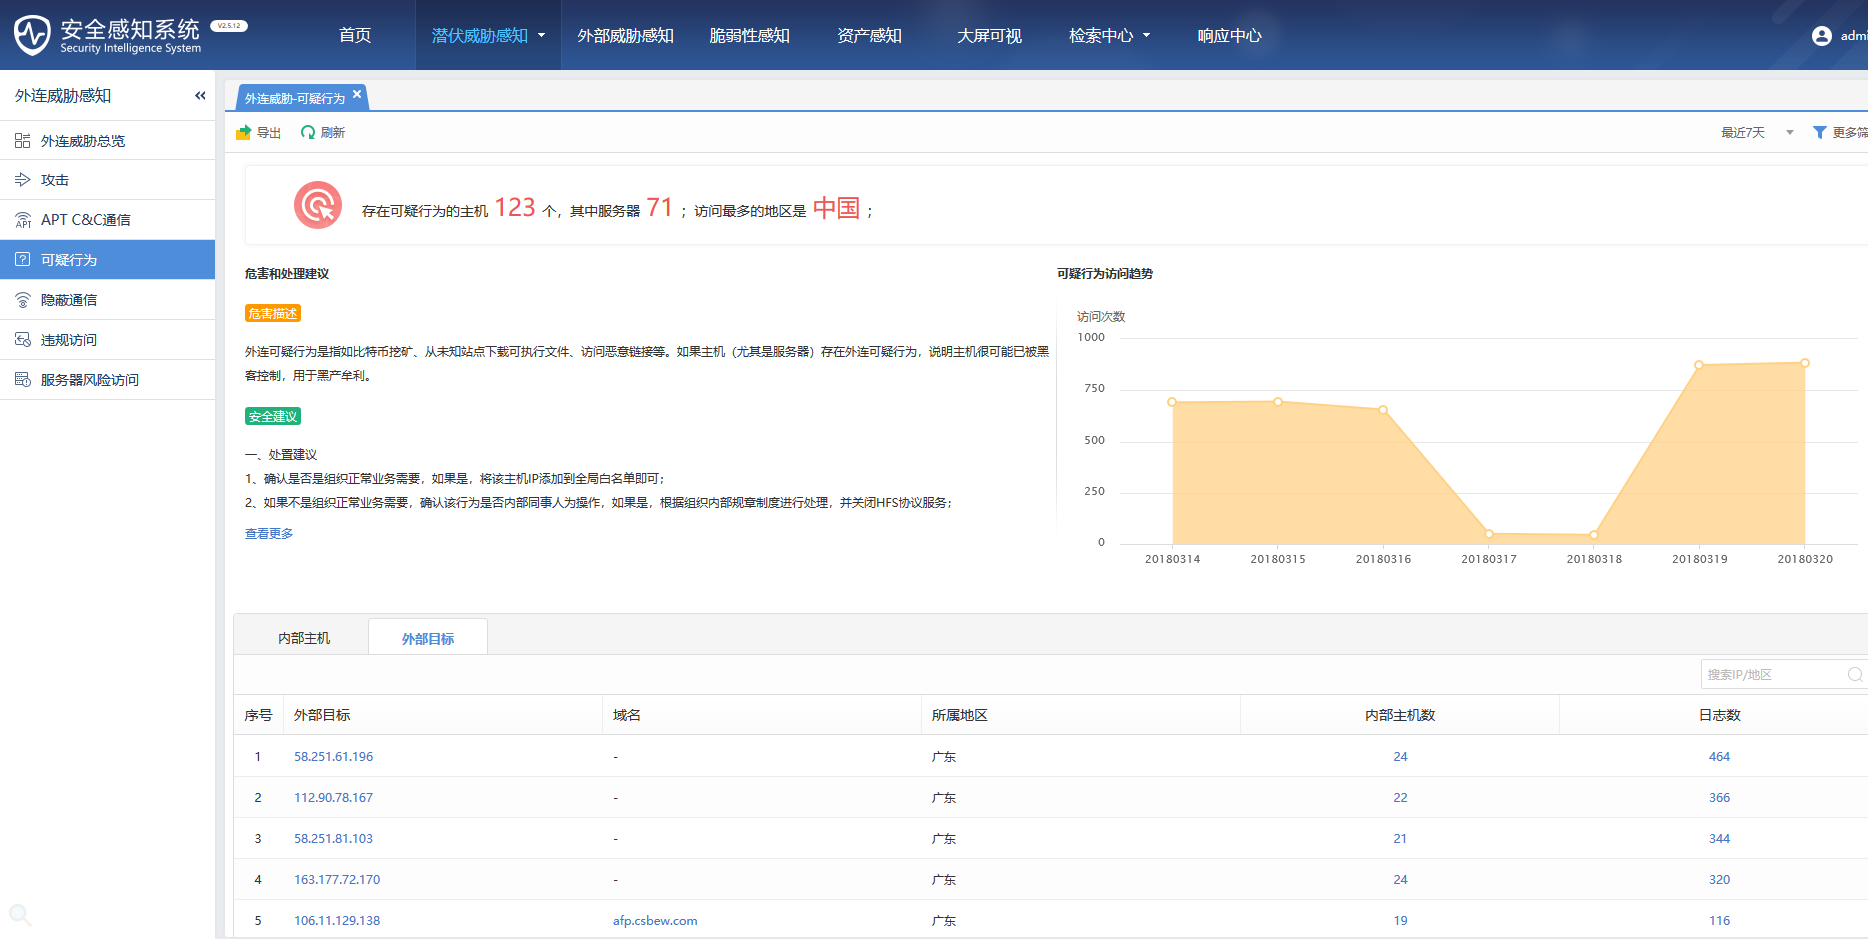 安全感知系统 V2.5.12
Security Intelligence System
首页 潜伏威胁感知 外部威胁感知 脆弱性感知 资产感知 大屏可视 检索中心 响应中心
外连威胁感知 «
外连威胁总览
攻击
APT C&C通信
可疑行为
隐蔽通信
违规访问
服务器风险访问
外连威胁-可疑行为 ×
导出 刷新 最近7天 更多筛
存在可疑行为的主机 123 个，其中服务器 71 ；访问最多的地区是 中国 ；
危害和处理建议
危害描述
外连可疑行为是指如比特币挖矿、从未知站点下载可执行文件、访问恶意链接等。如果主机（尤其是服务器）存在外连可疑行为，说明主机很可能已被黑
客控制，用于黑产牟利。
安全建议
一、处置建议
1、确认是否是组织正常业务需要，如果是，将该主机IP添加到全局白名单即可；
2、如果不是组织正常业务需要，确认该行为是否内部同事人为操作，如果是，根据组织内部规章制度进行处理，并关闭HFS协议服务；
查看更多
可疑行为访问趋势
访问次数
1000
750
500
250
0
20180314 20180315 20180316 20180317 20180318 20180319 20180320
内部主机 外部目标
搜索IP/地区
序号 外部目标 域名 所属地区 内部主机数 日志数
1 58.251.61.196 - 广东 24 464
2 112.90.78.167 - 广东 22 366
3 58.251.81.103 - 广东 21 344
4 163.177.72.170 - 广东 24 320
5 106.11.129.138 afp.csbew.com 广东 19 116